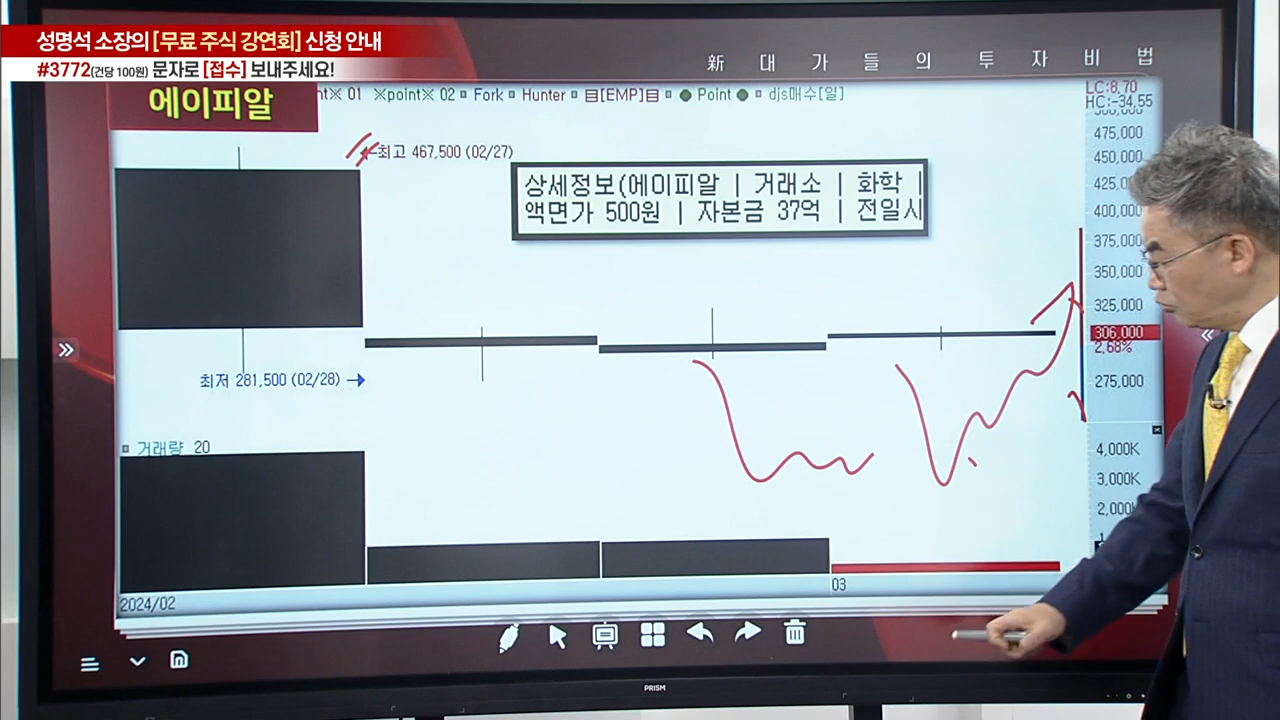 성명석 소장의 [무료 주식 강연회] 신청 안내
#3772(건당 100원) 문자로 [접수] 보내주세요!
新 대 가 들 의 투 자 비 법
에이피알
nt※ 01 ※point※ 02 Fork Hunter 目[EMP]目 Point djs매수[일]
LC:8,70
HC:-34,55
최고 467,500 (02/27)
상세정보(에이피알 | 거래소 | 화학 |
액면가 500원 | 자본금 37억 | 전일시
475,000
450,000
425,0
400,000
375,000
350,000
325,000
306,000
2,68%
275,000
최저 281,500 (02/28)
거래량 20
4,000K
3,000K
2,000K
2024/02
03
PRISM